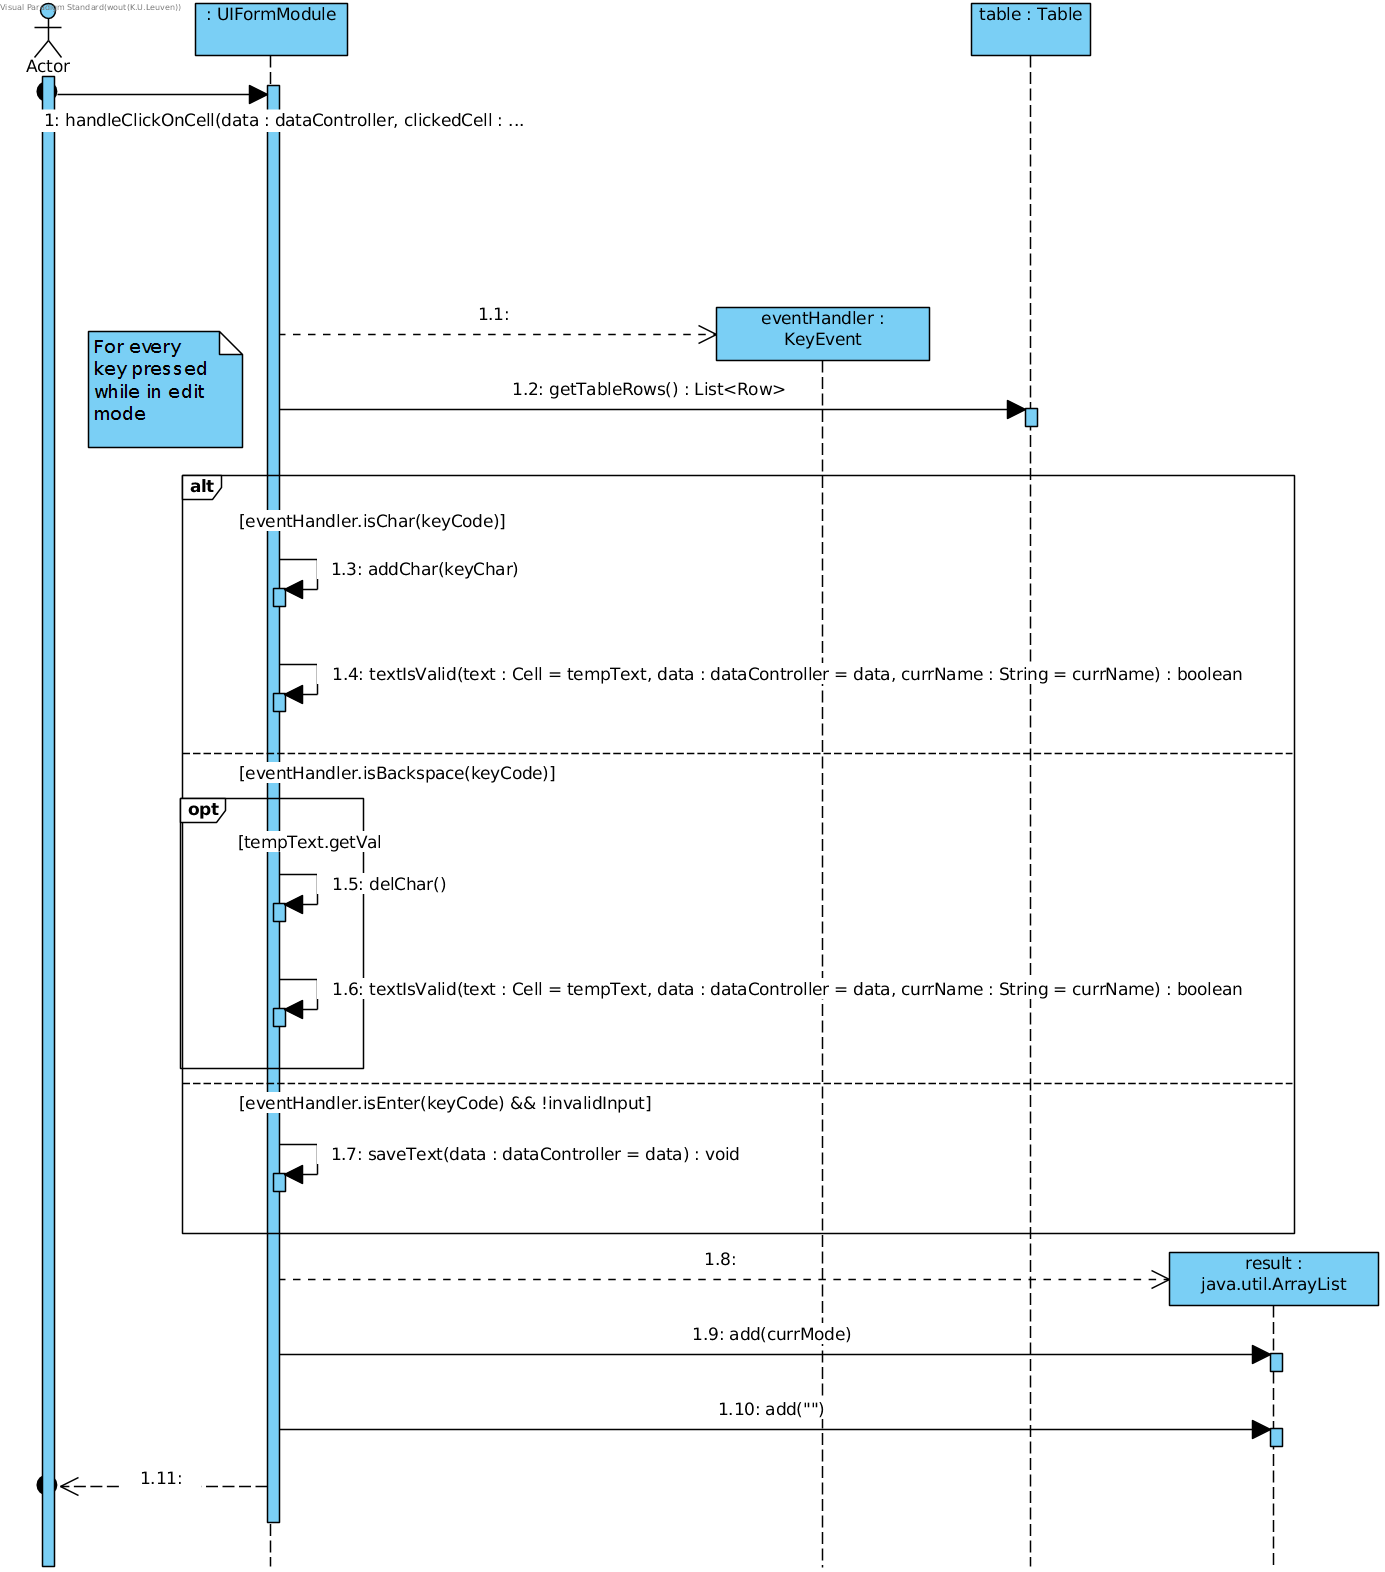 Visual Paradigm Standard(wout(K.U.Leuven))
Actor
: UIFormModule
table : Table
1: handleClickOnCell(data : dataController, clickedCell : ...
1.1:
eventHandler :
KeyEvent
For every
key pressed
while in edit
mode
1.2: getTableRows() : List<Row>
alt
[eventHandler.isChar(keyCode)]
1.3: addChar(keyChar)
1.4: textIsValid(text : Cell = tempText, data : dataController = data, currName : String = currName) : boolean
[eventHandler.isBackspace(keyCode)]
opt
[tempText.getVal
1.5: delChar()
1.6: textIsValid(text : Cell = tempText, data : dataController = data, currName : String = currName) : boolean
[eventHandler.isEnter(keyCode) && !invalidInput]
1.7: saveText(data : dataController = data) : void
1.8:
result :
java.util.ArrayList
1.9: add(currMode)
1.10: add("")
1.11: